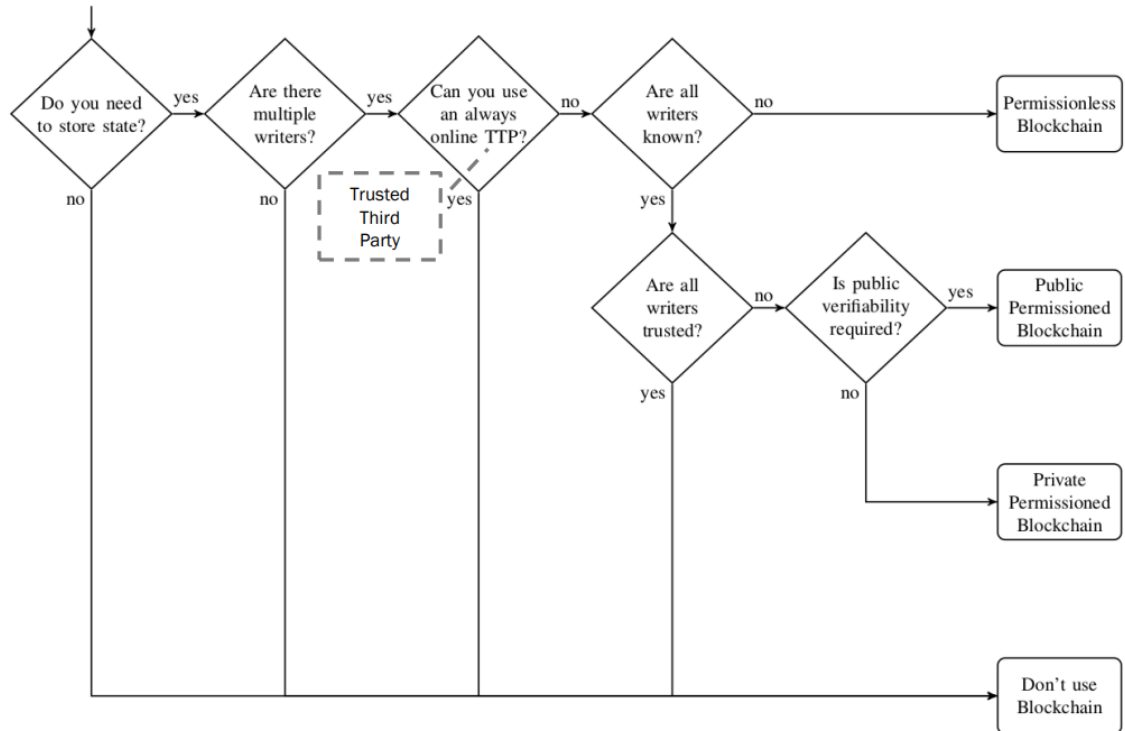 Do you need
to store state?
yes
no
Are there
multiple
writers?
yes
no
Can you use
an always
online TTP?
no
yes
Trusted
Third
Party
Are all
writers
known?
no
yes
Permissionless
Blockchain
Are all
writers
trusted?
no
yes
Is public
verifiability
required?
yes
no
Public
Permissioned
Blockchain
Private
Permissioned
Blockchain
Don't use
Blockchain